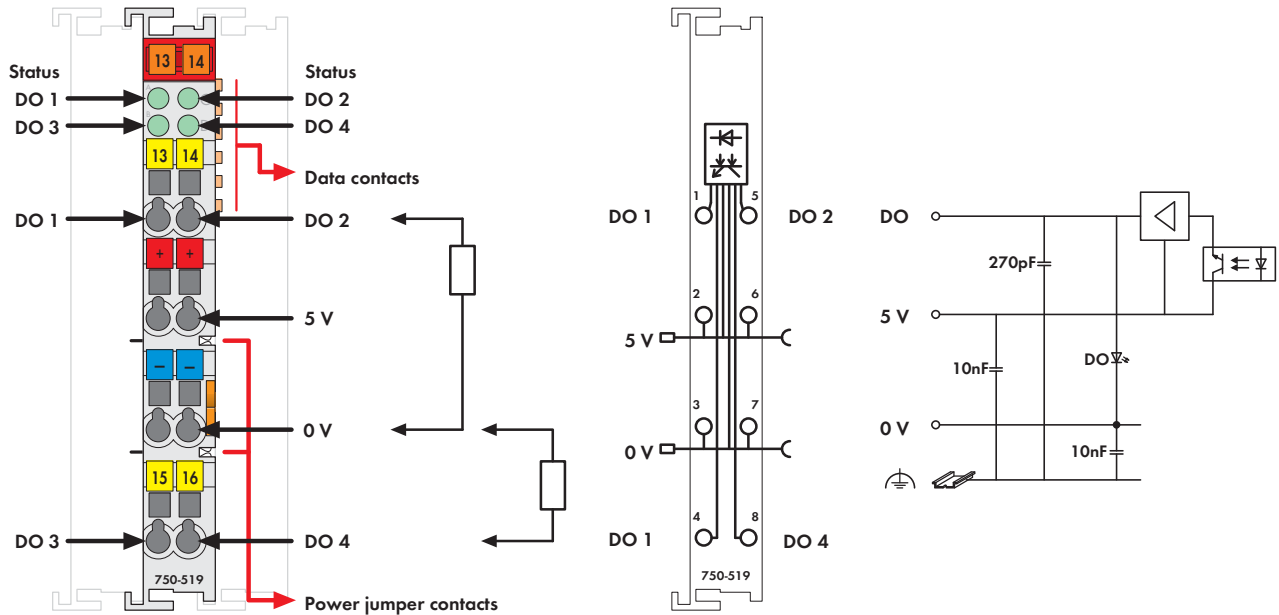 13 14
Status
Status
DO 1
DO 2
DO 3
DO 4
13 14
Data contacts
DO 1
DO 2
+ +
5 V
− −
0 V
15 16
DO 3
DO 4
750-519
Power jumper contacts
1 5
DO 1
DO 2
2 6
5 V
3 7
0 V
4 8
DO 1
DO 4
750-519
DO
270pF
5 V
10nF
DO
0 V
10nF